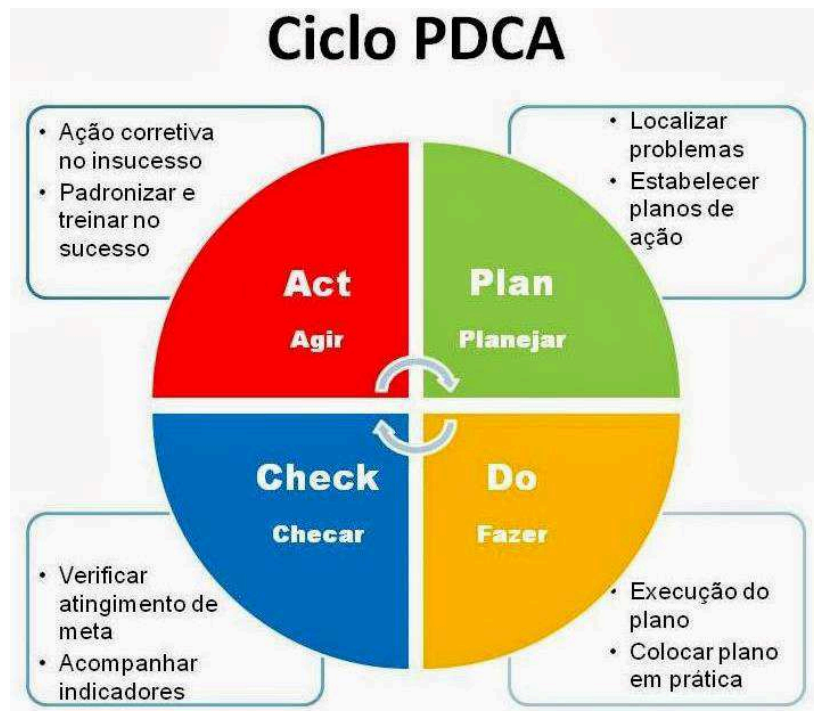 Ciclo PDCA
• Ação corretiva
no insucesso
• Padronizar e
treinar no
sucesso
• Localizar
problemas
• Estabelecer
planos de
ação
Act
Agir
Plan
Planejar
Check
Checar
Do
Fazer
• Verificar
atingimento de
meta
• Acompanhar
indicadores
• Execução do
plano
• Colocar plano
em prática